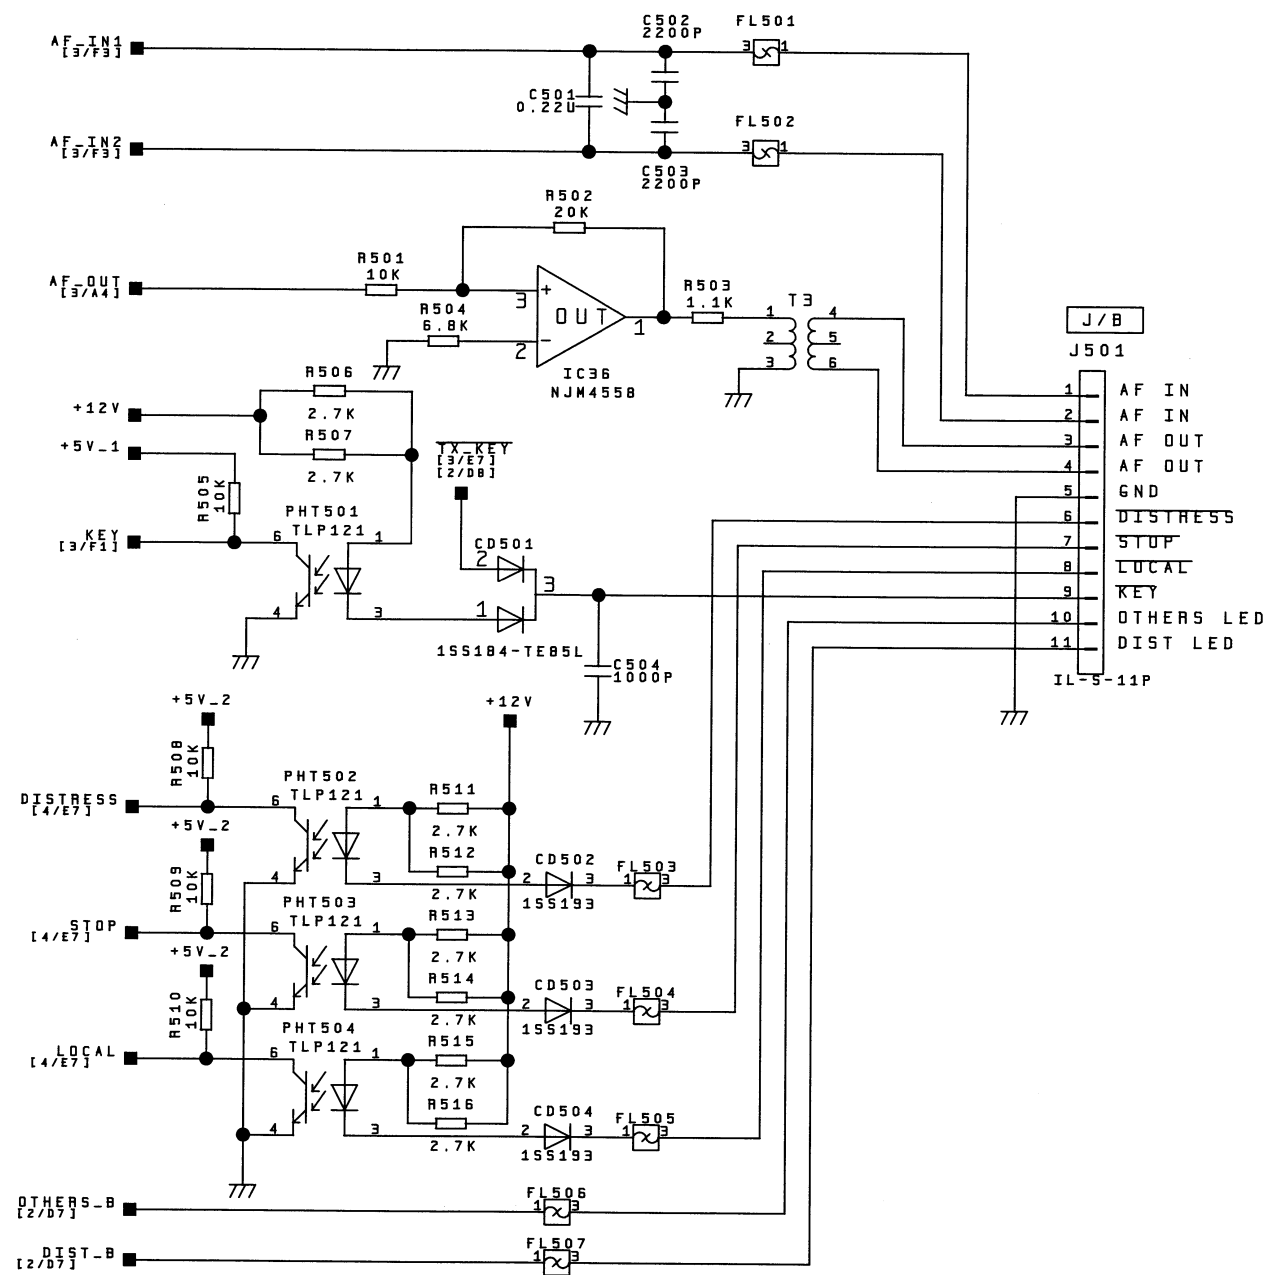 C502
2200P
FL501
AF_IN1
[3/F3]
3 1
C501
0.22U
FL502
AF_IN2
[3/F3]
3 1
C503
2200P
R502
20K
R501
10K
AF_OUT
[3/A4]
R504
6.8K
3 +
OUT
1
2 -
IC36
NJM4558
R503
1.1K
T3
1 4
2 5
3 6
J/B
J501
1 AF IN
2 AF IN
3 AF OUT
4 AF OUT
5 GND
6 DISTRESS
7 STOP
8 LOCAL
9 KEY
10 OTHERS LED
11 DIST LED
IL-S-11P
R506
+12V
2.7K
R507
+5V_1
2.7K
TX_KEY
[3/E7]
[2/D8]
R505
10K
PHT501
TLP121
KEY
[3/F1]
6 1
4 3
CD501
2
3
1
1SS184-TE85L
C504
1000P
+5V_2
+12V
R508
10K
PHT502
TLP121
R511
DISTRESS
[4/E7]
6 1
2.7K
+5V_2
R512
CD502
FL503
4 3 2 3 1 3
2.7K
1SS193
R509
10K
PHT503
TLP121
R513
STOP
[4/E7]
6 1
2.7K
+5V_2
R514
CD503
FL504
4 3 2 3 1 3
2.7K
1SS193
R510
10K
PHT504
TLP121
R515
LOCAL
[4/E7]
6 1
2.7K
R516
CD504
FL505
4 3 2 3 1 3
2.7K
1SS193
OTHERS_B
[2/D7]
FL506
1 3
DIST_B
[2/D7]
FL507
1 3